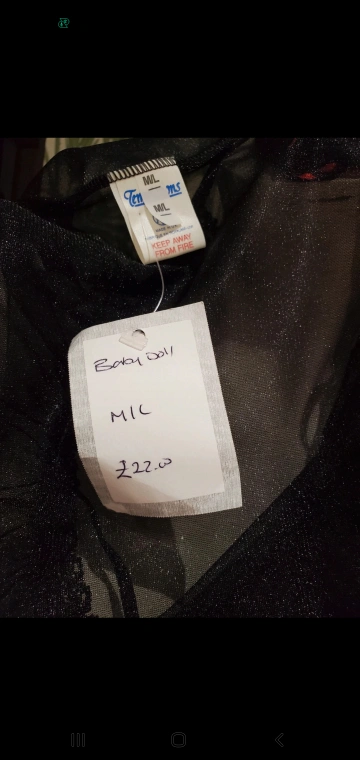 M/L
M/L
KEEP AWAY
FROM FIRE
Baby Doll
M/L
£22.00